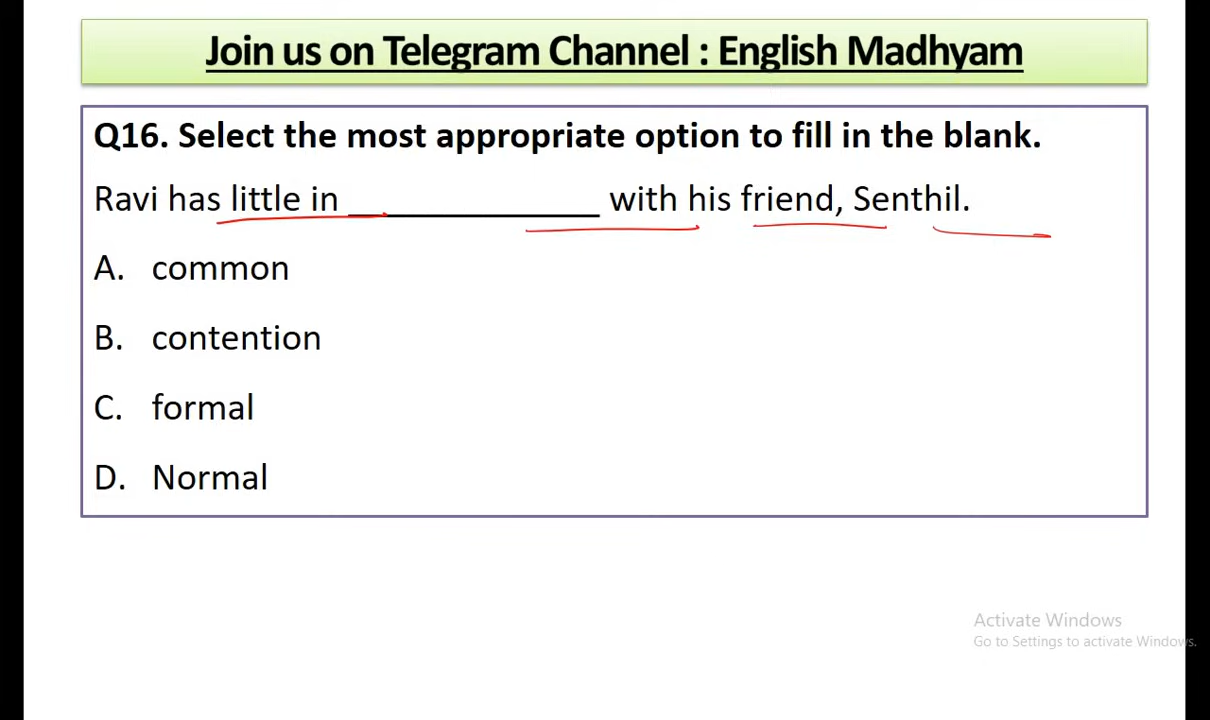 Join us on Telegram Channel : English Madhyam
Q16. Select the most appropriate option to fill in the blank.
Ravi has little in ______________ with his friend, Senthil.
A. common
B. contention
C. formal
D. Normal
Activate Windows
Go to Settings to activate Windows.